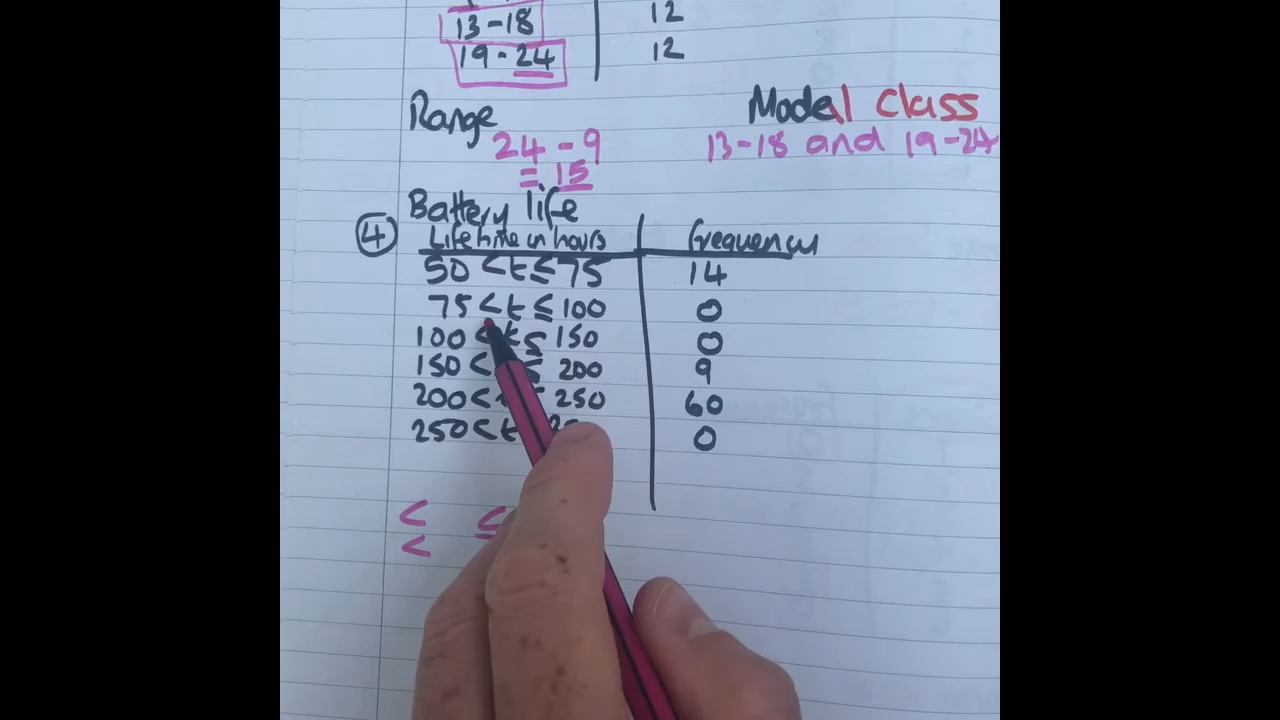 13-18 12
19-24 12
Range Modal Class
24-9 13-18 and 19-24
= 15
Battery life
④ Lifetime in hours frequency
50 < t ≤ 75 14
75 < t ≤ 100 0
100 < t ≤ 150 0
150 < ≤ 200 9
200 < t ≤ 250 60
250 < t 0
< ≤
<